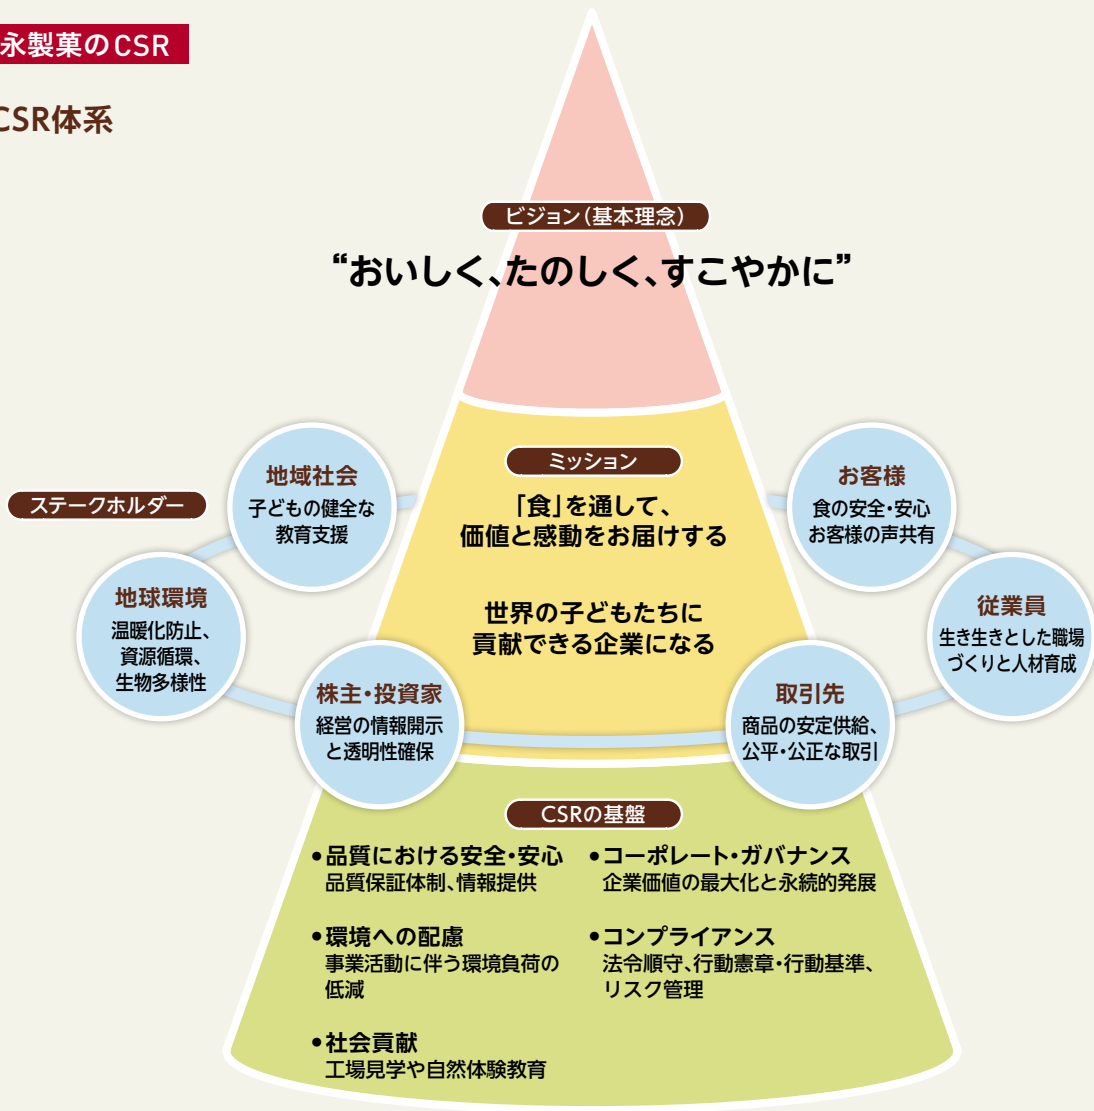 永製菓のCSR
CSR体系
ビジョン(基本理念)
“おいしく、たのしく、すこやかに”
ミッション
「食」を通して、
価値と感動をお届けする
世界の子どもたちに
貢献できる企業になる
ステークホルダー
地域社会
子どもの健全な
教育支援
地球環境
温暖化防止、
資源循環、
生物多様性
株主・投資家
経営の情報開示
と透明性確保
お客様
食の安全・安心
お客様の声共有
従業員
生き生きとした職場
づくりと人材育成
取引先
商品の安定供給、
公平・公正な取引
CSRの基盤
•品質における安全・安心
品質保証体制、情報提供
•環境への配慮
事業活動に伴う環境負荷の
低減
•社会貢献
工場見学や自然体験教育
•コーポレート・ガバナンス
企業価値の最大化と永続的発展
•コンプライアンス
法令順守、行動憲章・行動基準、
リスク管理